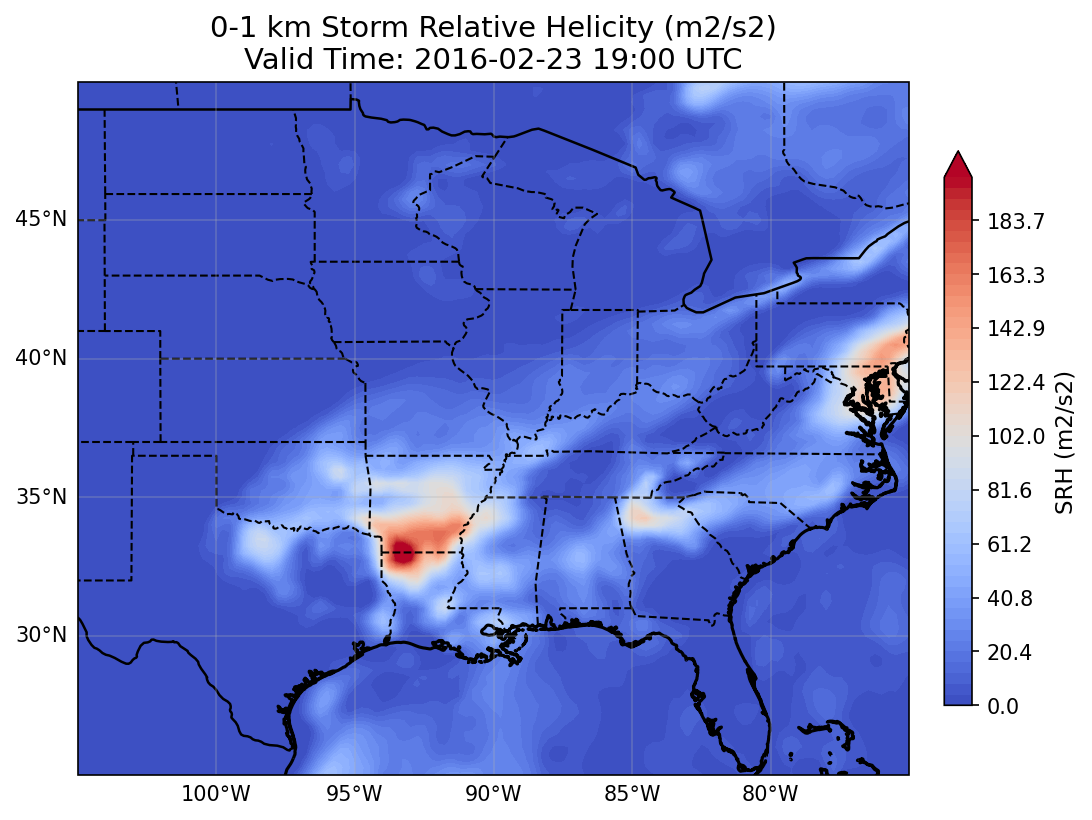 0-1 km Storm Relative Helicity (m2/s2)
Valid Time: 2016-02-23 19:00 UTC
45°N
40°N
35°N
30°N
100°W
95°W
90°W
85°W
80°W
183.7
163.3
142.9
122.4
102.0
81.6
61.2
40.8
20.4
0.0
SRH (m2/s2)